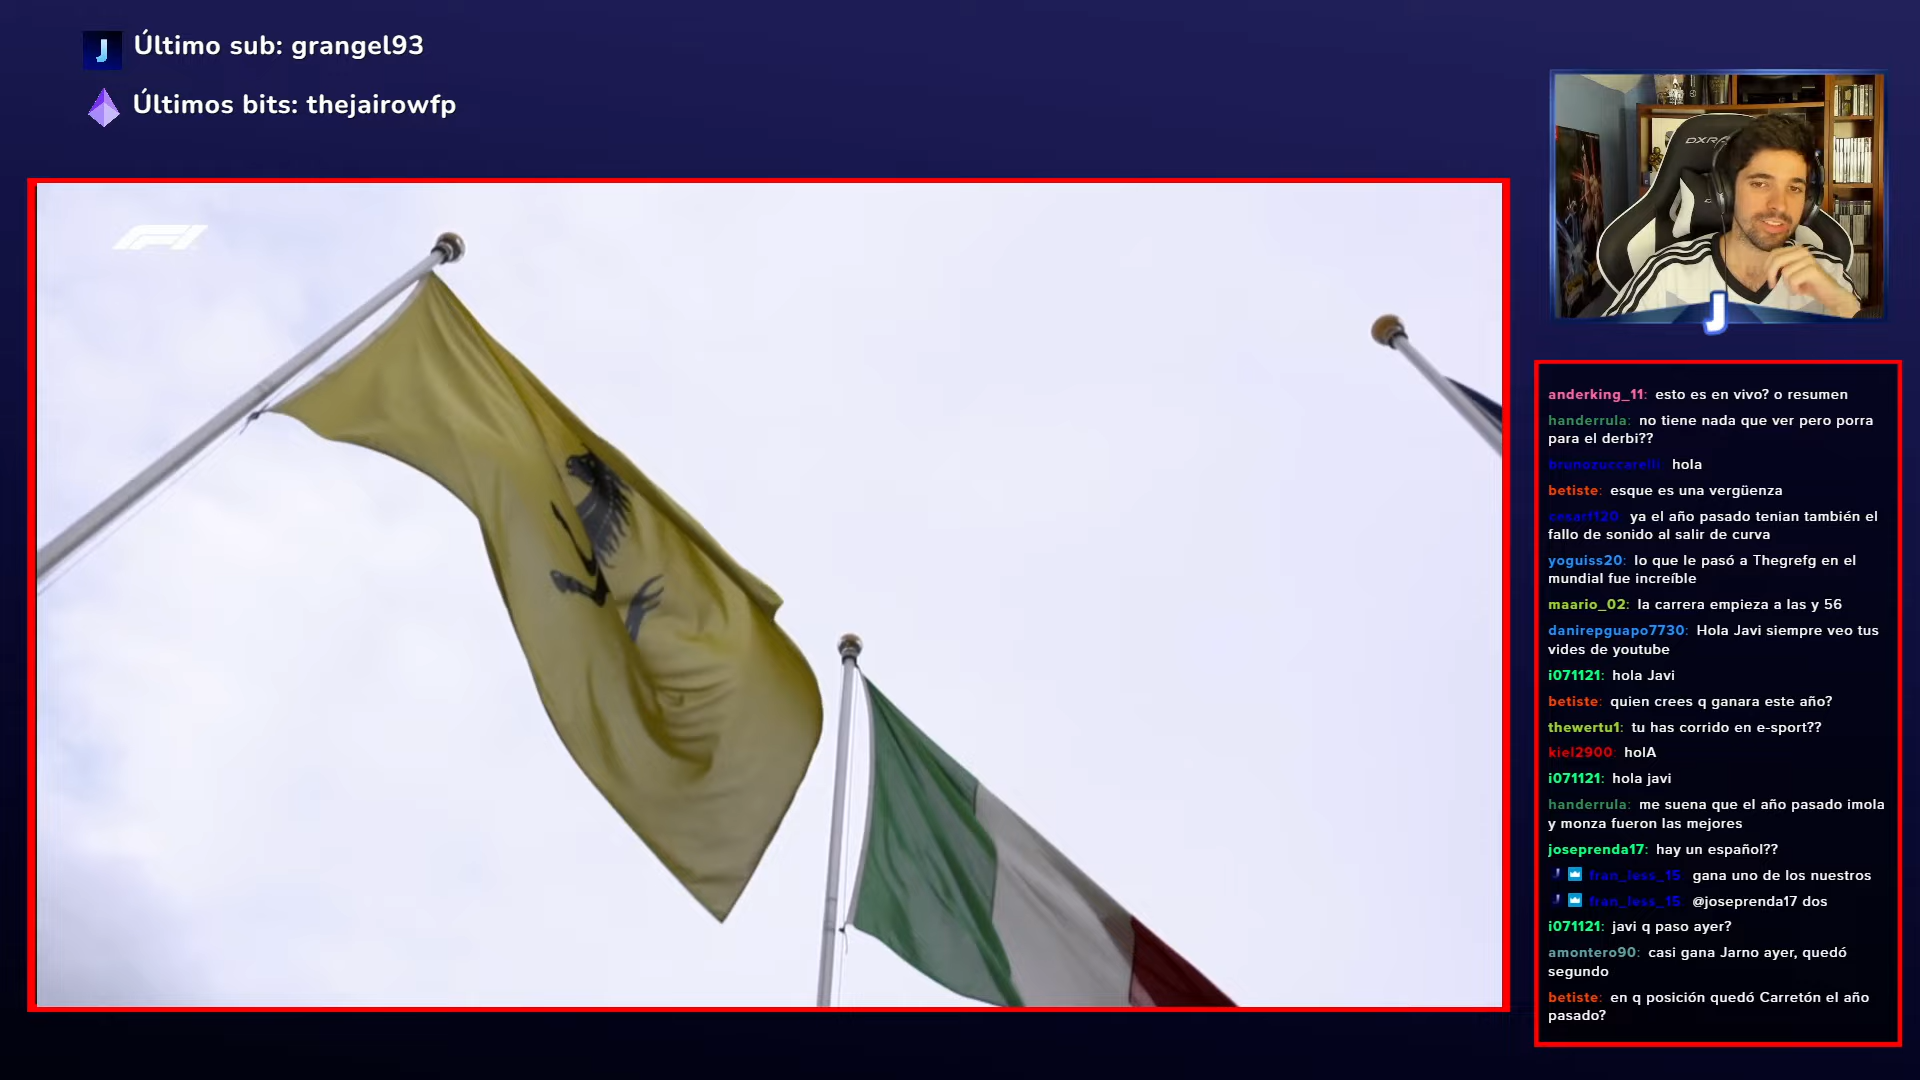 Último sub: grangel93
Últimos bits: thejairowfp
F1
DXRA
J
anderking_11: esto es en vivo? o resumen
handerrula: no tiene nada que ver pero porra
para el derbi??
brunozuccarelli hola
betiste: esque es una vergüenza
cesarf120 ya el año pasado tenian también el
fallo de sonido al salir de curva
yoguiss20: lo que le pasó a Thegrefg en el
mundial fue increíble
maario_02: la carrera empieza a las y 56
danirepguapo7730: Hola Javi siempre veo tus
vides de youtube
i071121: hola Javi
betiste: quien crees q ganara este año?
thewertu1: tu has corrido en e-sport??
kiel2900: holA
i071121: hola javi
handerrula: me suena que el año pasado imola
y monza fueron las mejores
joseprenda17: hay un español??
fran_less_15 gana uno de los nuestros
fran_less_15 @joseprenda17 dos
i071121: javi q paso ayer?
amontero90: casi gana Jarno ayer, quedó
segundo
betiste: en q posición quedó Carretón el año
pasado?